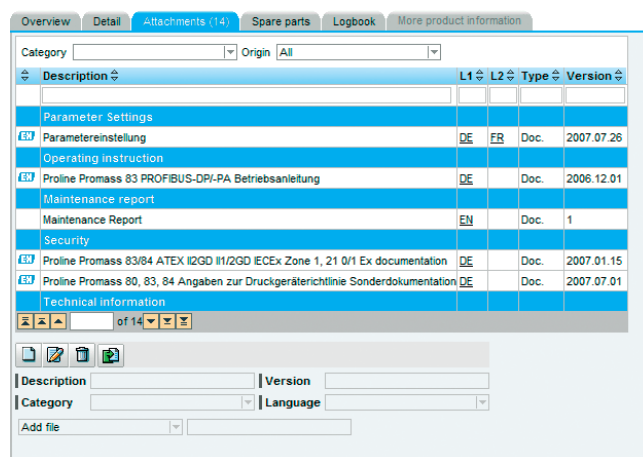 Overview Detail Attachments (14) Spare parts Logbook More product information
Category Origin All
Description L1 L2 Type Version
Parameter Settings
Parametereinstellung DE FR Doc. 2007.07.26
Operating instruction
Proline Promass 83 PROFIBUS-DP/-PA Betriebsanleitung DE Doc. 2006.12.01
Maintenance report
Maintenance Report EN Doc. 1
Security
Proline Promass 83/84 ATEX II2GD II1/2GD IECEx Zone 1, 21 0/1 Ex documentation DE Doc. 2007.01.15
Proline Promass 80, 83, 84 Angaben zur Druckgeräterichtlinie Sonderdokumentation DE Doc. 2007.07.01
Technical information
of 14
Description Version
Category Language
Add file